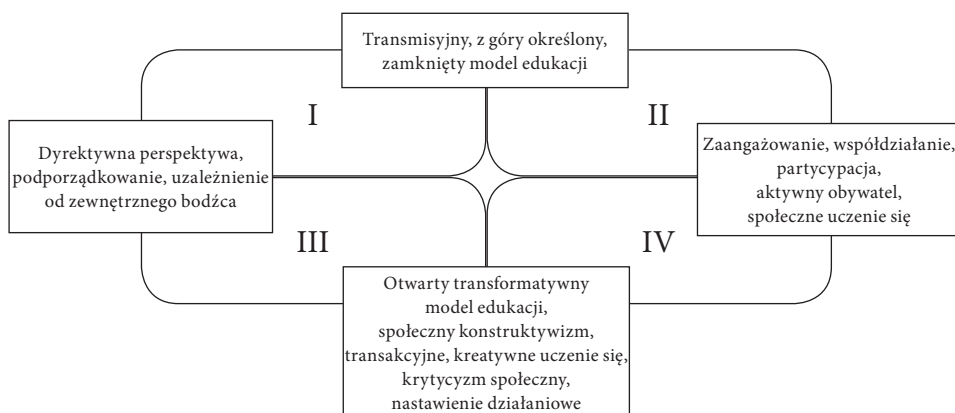 Transmisyjny, z góry określony,
zamknięty model edukacji
I
II
Dyrektywna perspektywa,
podporządkowanie, uzależnienie
od zewnętrznego bodźca
Zaangażowanie, współdziałanie,
partycypacja,
aktywny obywatel,
społeczne uczenie się
III
IV
Otwarty transformatywny
model edukacji,
społeczny konstruktywizm,
transakcyjne, kreatywne uczenie się,
krytycyzm społeczny,
nastawienie działaniowe